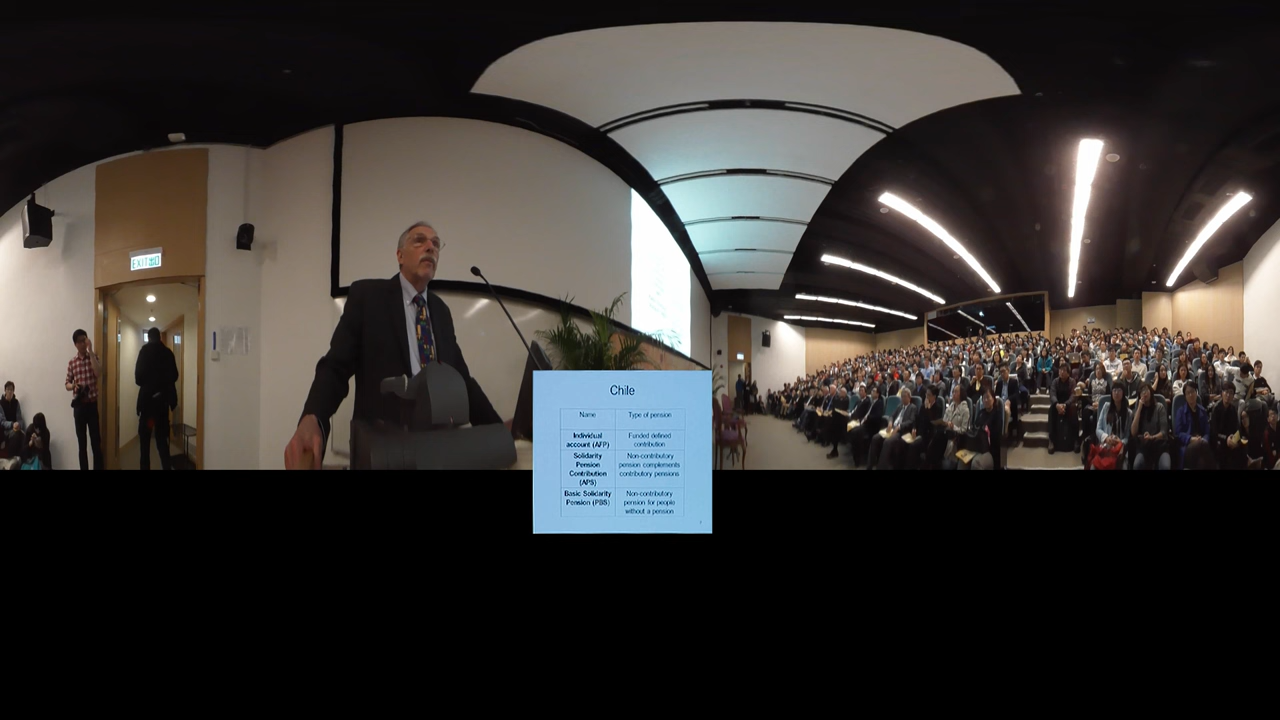 EXIT
Chile
Name
Type of pension
Individual
account (AFP)
Funded defined
contribution
Solidarity
Pension
Contribution
(APS)
Non-contributory
pension complements
contributory pensions
Basic Solidarity
Pension (PBS)
Non-contributory
pension for people
without a pension